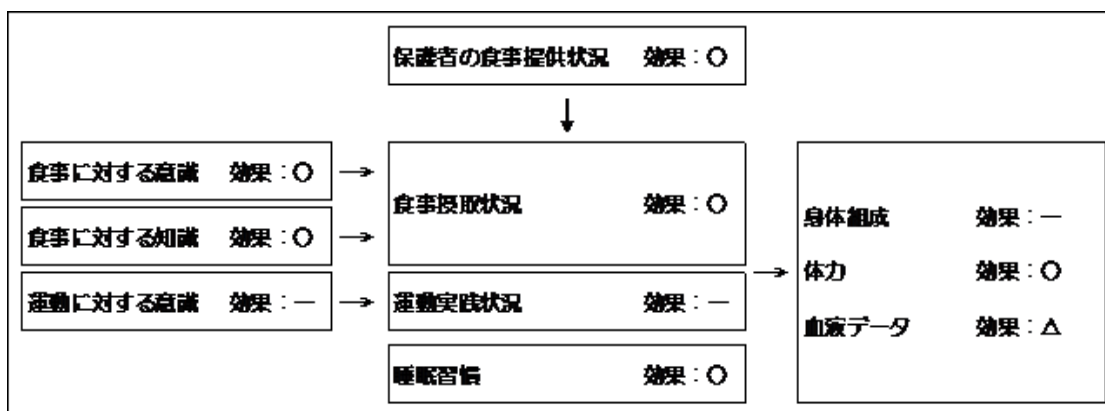 保護者の食事提供状況 効果：○
食事に対する意識 効果：○
食事に対する知識 効果：○
運動に対する意識 効果：－
食事摂取状況 効果：○
運動実践状況 効果：－
睡眠習慣 効果：○
身体組成 効果：－
体力 効果：○
血液データ 効果：△